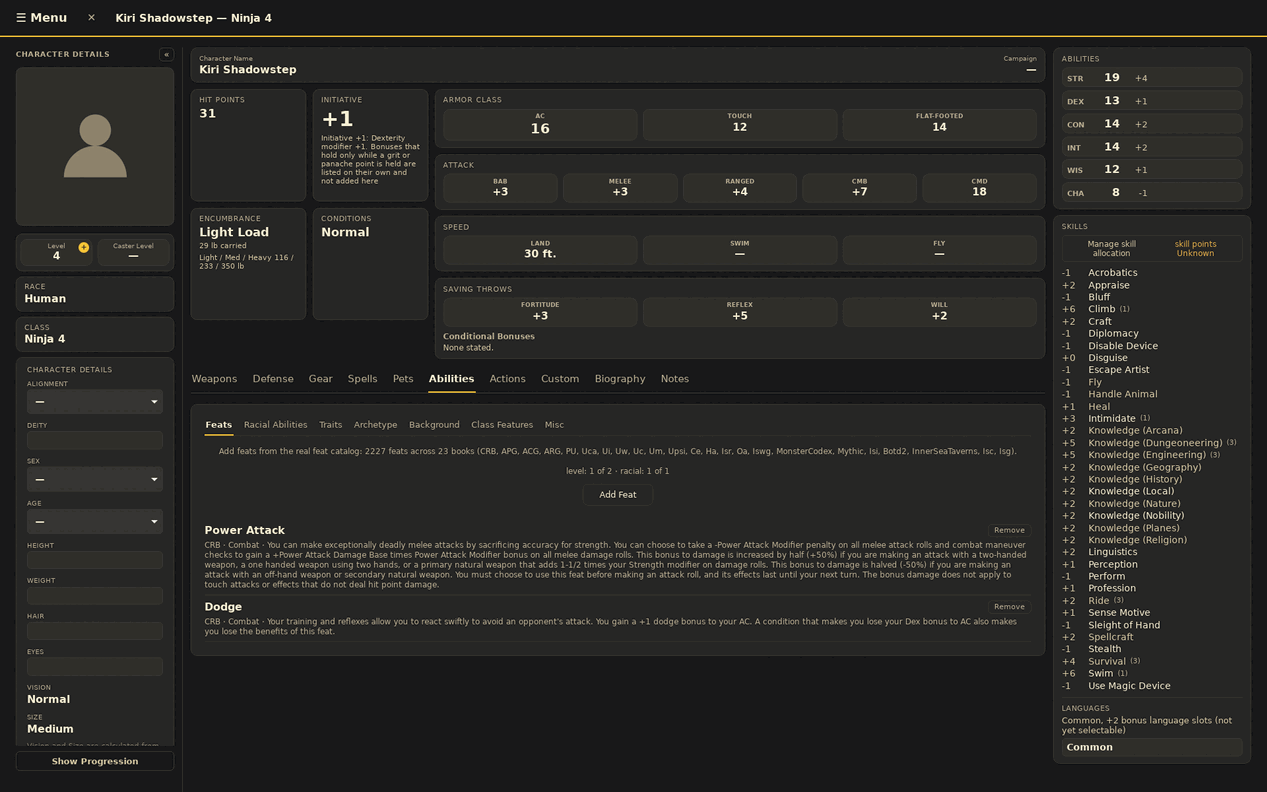 ☰ Menu
✕
Kiri Shadowstep — Ninja 4
CHARACTER DETAILS
«
Level
4
+
Caster Level
—
RACE
Human
CLASS
Ninja 4
CHARACTER DETAILS
ALIGNMENT
—
DEITY
SEX
—
AGE
—
HEIGHT
WEIGHT
HAIR
EYES
VISION
Normal
SIZE
Medium
Vision and Size are calculated from
Show Progression
Character Name
Kiri Shadowstep
Campaign
—
HIT POINTS
31
INITIATIVE
+1
Initiative +1: Dexterity
modifier +1. Bonuses that
hold only while a grit or
panache point is held are
listed on their own and
not added here
ENCUMBRANCE
Light Load
29 lb carried
Light / Med / Heavy 116 /
233 / 350 lb
CONDITIONS
Normal
ARMOR CLASS
AC
16
TOUCH
12
FLAT-FOOTED
14
ATTACK
BAB
+3
MELEE
+3
RANGED
+4
CMB
+7
CMD
18
SPEED
LAND
30 ft.
SWIM
—
FLY
—
SAVING THROWS
FORTITUDE
+3
REFLEX
+5
WILL
+2
Conditional Bonuses
None stated.
Weapons Defense Gear Spells Pets Abilities Actions Custom Biography Notes
Feats Racial Abilities Traits Archetype Background Class Features Misc
Add feats from the real feat catalog: 2227 feats across 23 books (CRB, APG, ACG, ARG, PU, Uca, Ui, Uw, Uc, Um, Upsi, Ce, Ha, Isr, Oa, Iswg, MonsterCodex, Mythic, Isi, Botd2, InnerSeaTaverns, Isc, Isg).
level: 1 of 2 · racial: 1 of 1
Add Feat
Power Attack
Remove
CRB · Combat · You can make exceptionally deadly melee attacks by sacrificing accuracy for strength. You can choose to take a -Power Attack Modifier penalty on all melee attack rolls and combat maneuver
checks to gain a +Power Attack Damage Base times Power Attack Modifier bonus on all melee damage rolls. This bonus to damage is increased by half (+50%) if you are making an attack with a two-handed
weapon, a one handed weapon using two hands, or a primary natural weapon that adds 1-1/2 times your Strength modifier on damage rolls. This bonus to damage is halved (-50%) if you are making an
attack with an off-hand weapon or secondary natural weapon. You must choose to use this feat before making an attack roll, and its effects last until your next turn. The bonus damage does not apply to
touch attacks or effects that do not deal hit point damage.
Dodge
Remove
CRB · Combat · Your training and reflexes allow you to react swiftly to avoid an opponent's attack. You gain a +1 dodge bonus to your AC. A condition that makes you lose your Dex bonus to AC also makes
you lose the benefits of this feat.
ABILITIES
STR 19 +4
DEX 13 +1
CON 14 +2
INT 14 +2
WIS 12 +1
CHA 8 -1
SKILLS
Manage skill
allocation
skill points
Unknown
-1 Acrobatics
+2 Appraise
-1 Bluff
+6 Climb (1)
+2 Craft
-1 Diplomacy
-1 Disable Device
+0 Disguise
-1 Escape Artist
-1 Fly
-1 Handle Animal
+1 Heal
+3 Intimidate (1)
+2 Knowledge (Arcana)
+5 Knowledge (Dungeoneering) (3)
+5 Knowledge (Engineering) (3)
+2 Knowledge (Geography)
+2 Knowledge (History)
+2 Knowledge (Local)
+2 Knowledge (Nature)
+2 Knowledge (Nobility)
+2 Knowledge (Planes)
+2 Knowledge (Religion)
+2 Linguistics
+1 Perception
-1 Perform
+1 Profession
+2 Ride (3)
+1 Sense Motive
-1 Sleight of Hand
+2 Spellcraft
-1 Stealth
+4 Survival (3)
+6 Swim (1)
-1 Use Magic Device
LANGUAGES
Common, +2 bonus language slots (not
yet selectable)
Common